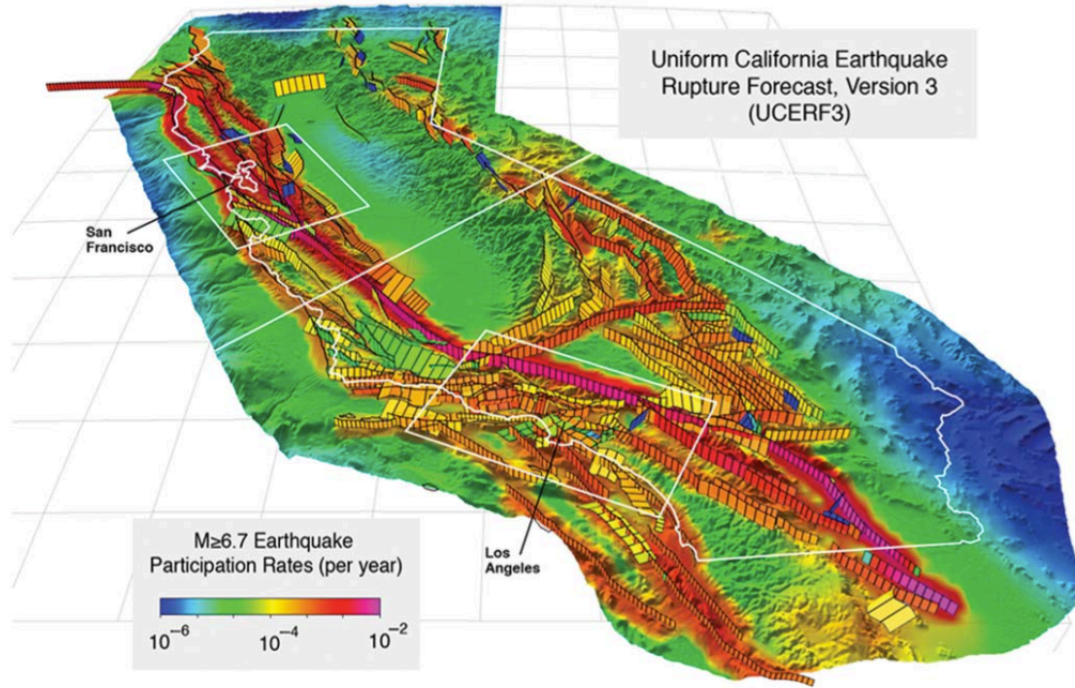 Uniform California Earthquake
Rupture Forecast, Version 3
(UCERF3)
San
Francisco
Los
Angeles
M≥6.7 Earthquake
Participation Rates (per year)
10⁻⁶ 10⁻⁴ 10⁻²